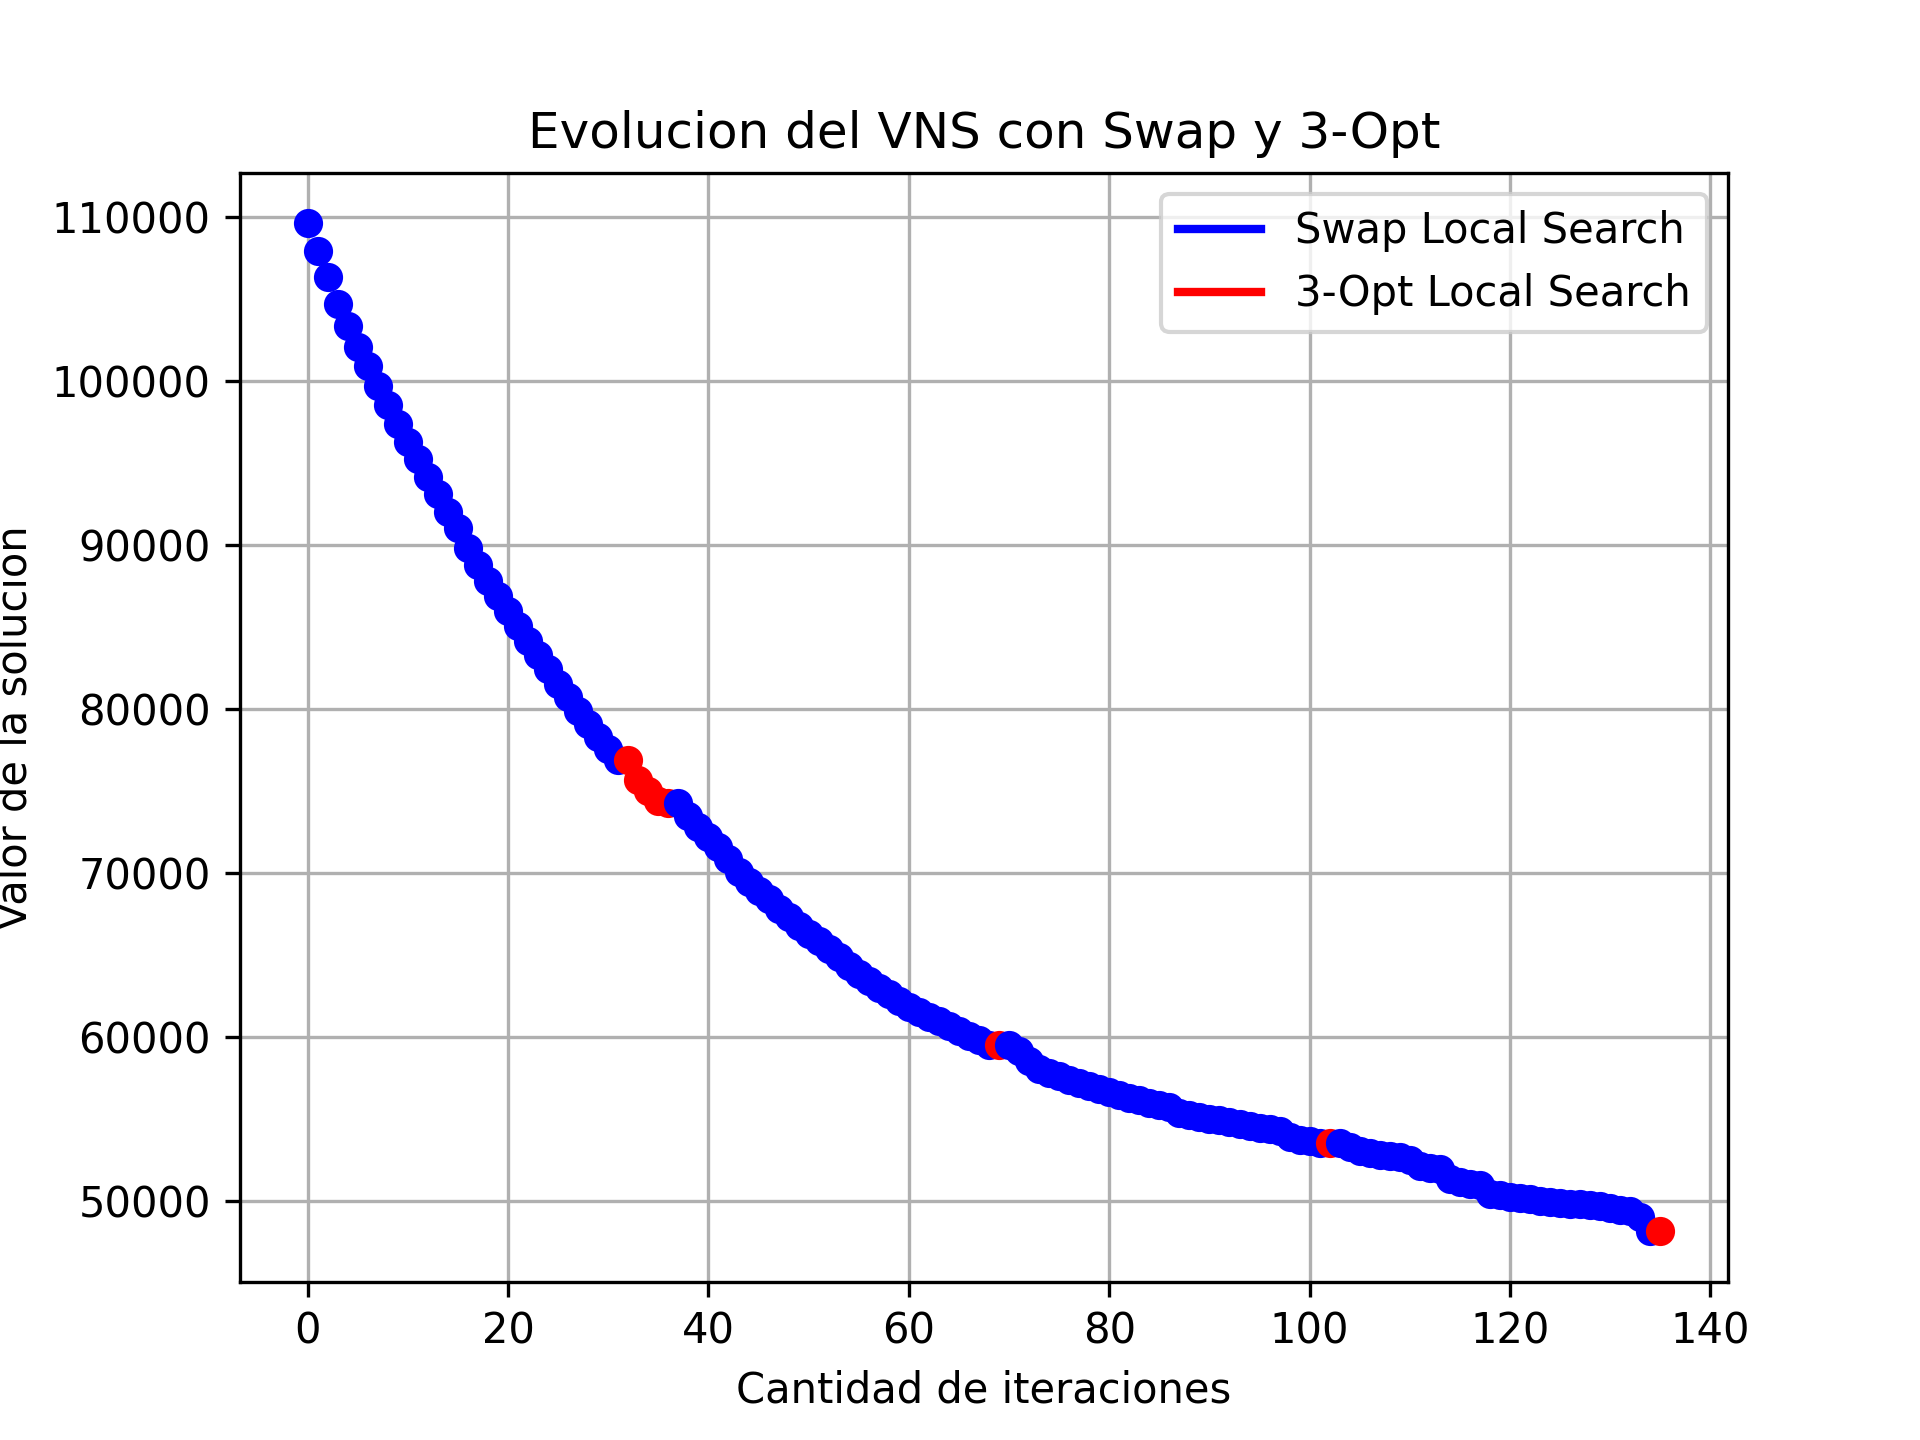 Evolucion del VNS con Swap y 3-Opt
Swap Local Search
3-Opt Local Search
110000
100000
90000
80000
70000
60000
50000
Valor de la solucion
0 20 40 60 80 100 120 140
Cantidad de iteraciones